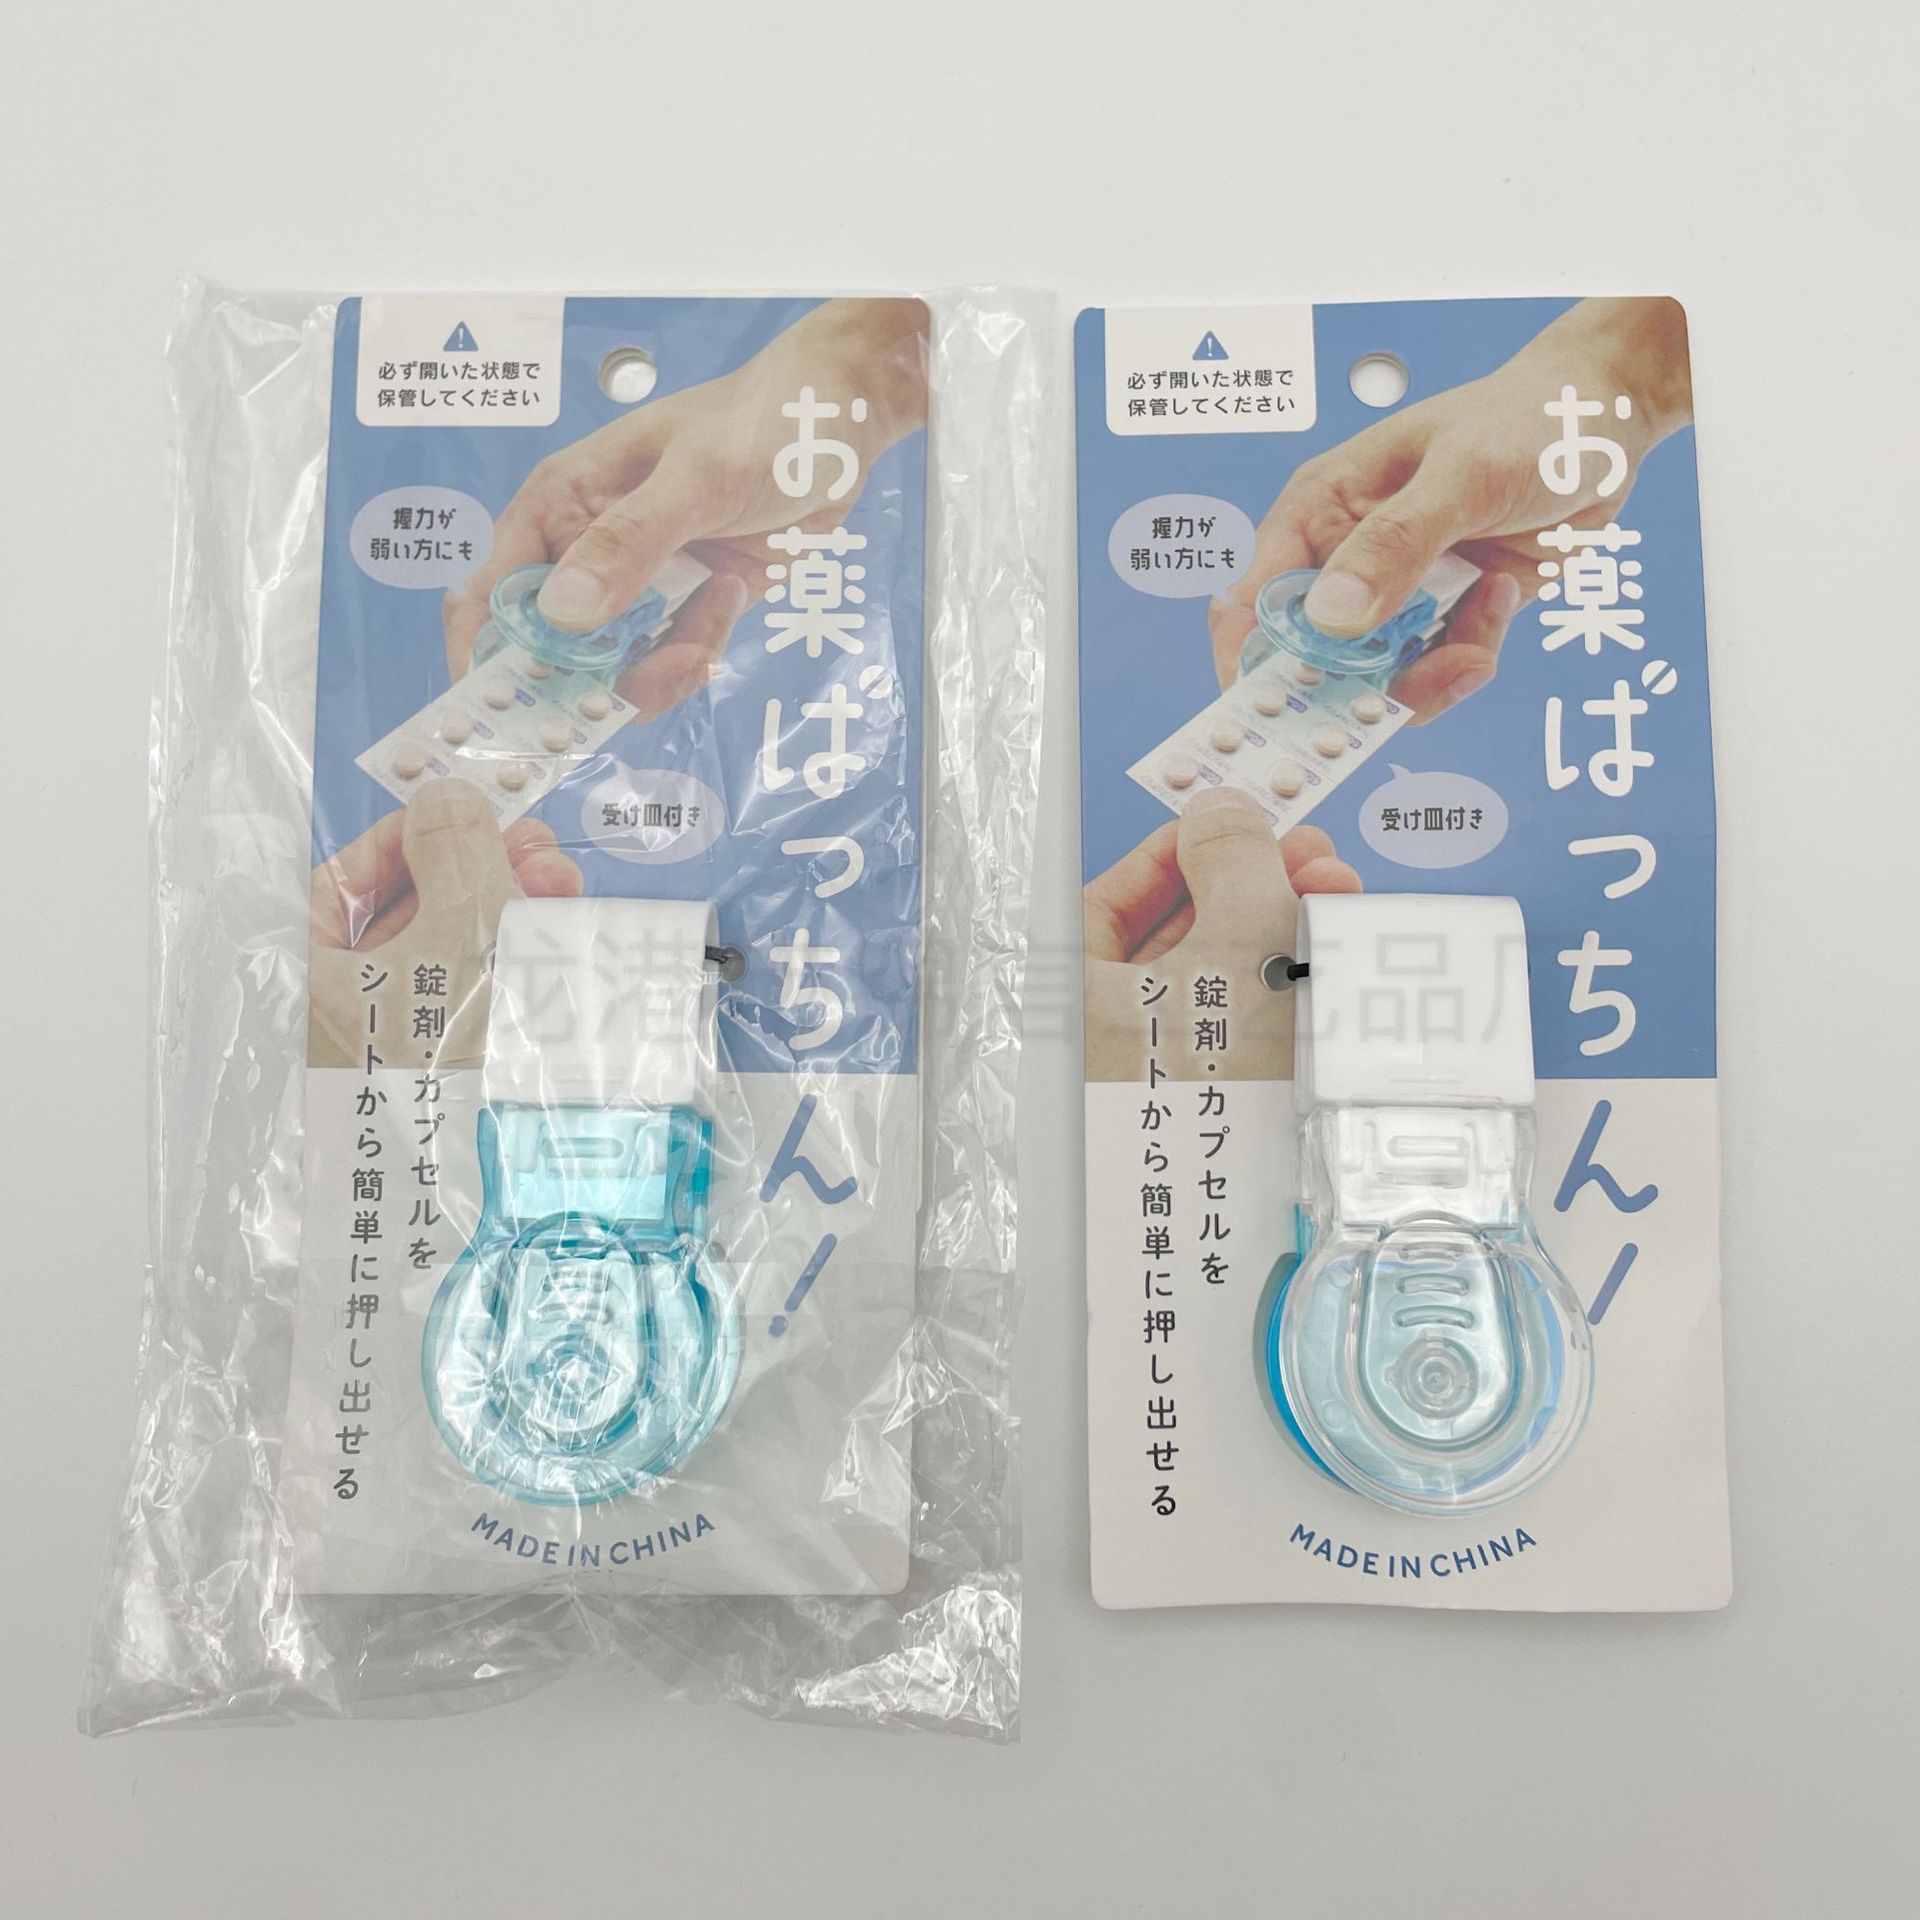 必ず開いた状態で
保管してください
握力が
弱い方にも
お薬ぱっちん!
受け皿付き
錠剤・カプセルを
シートから簡単に押し出せる
MADE IN CHINA
必ず開いた状態で
保管してください
握力が
弱い方にも
お薬ぱっちん!
受け皿付き
錠剤・カプセルを
シートから簡単に押し出せる
MADE IN CHINA